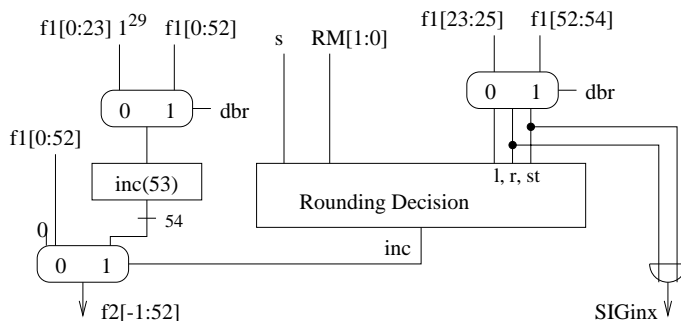 f1[0:23] 1^29 f1[0:52]
s RM[1:0]
f1[23:25] f1[52:54]
0 1 dbr
0 1 dbr
f1[0:52]
inc(53)
l, r, st
Rounding Decision
54
0
0 1
inc
f2[-1:52]
SIGinx